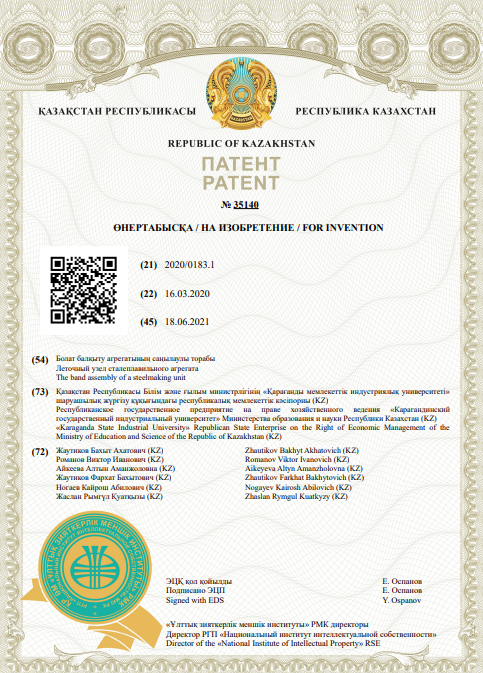 ҚАЗАҚСТАН РЕСПУБЛИКАСЫ РЕСПУБЛИКА КАЗАХСТАН
REPUBLIC OF KAZAKHSTAN
ПАТЕНТ
PATENT
№ 35140
ӨНЕРТАБЫСҚА / НА ИЗОБРЕТЕНИЕ / FOR INVENTION
(21) 2020/0183.1
(22) 16.03.2020
(45) 18.06.2021
(54) Болат балқыту агрегатының саңылаулы торабы
Леточный узел сталеплавильного агрегата
The band assembly of a steelmaking unit
(73) Қазақстан Республикасы Білім және ғылым министрлігінің «Қарағанды мемлекеттік индустриялық университеті»
шаруашылық жүргізу құқығындағы республикалық мемлекеттік кәсіпорны (KZ)
Республиканское государственное предприятие на праве хозяйственного ведения «Карагандинский
государственный индустриальный университет» Министерства образования и науки Республики Казахстан (KZ)
«Karaganda State Industrial University» Republican State Enterprise on the Right of Economic Management of the
Ministry of Education and Science of the Republic of Kazakhstan (KZ)
(72) Жаутиков Бахыт Ахатович (KZ) Zhautikov Bakhyt Akhatovich (KZ)
Романов Виктор Иванович (KZ) Romanov Viktor Ivanovich (KZ)
Айкеева Алтын Аманжоловна (KZ) Aikeyeva Altyn Amanzholovna (KZ)
Жаутиков Фархат Бахытович (KZ) Zhautikov Farkhat Bakhytovich (KZ)
Ногаев Кайрош Абилович (KZ) Nogayev Kairosh Abilovich (KZ)
Жаслан Рымгүл Куатқызы (KZ) Zhaslan Rymgul Kuatkyzy (KZ)
ЭЦҚ қол қойылды Е. Оспанов
Подписано ЭЦП Е. Оспанов
Signed with EDS Y. Ospanov
«Ұлттық зияткерлік меншік институты» РМК директоры
Директор РГП «Национальный институт интеллектуальной собственности»
Director of the «National Institute of Intellectual Property» RSE